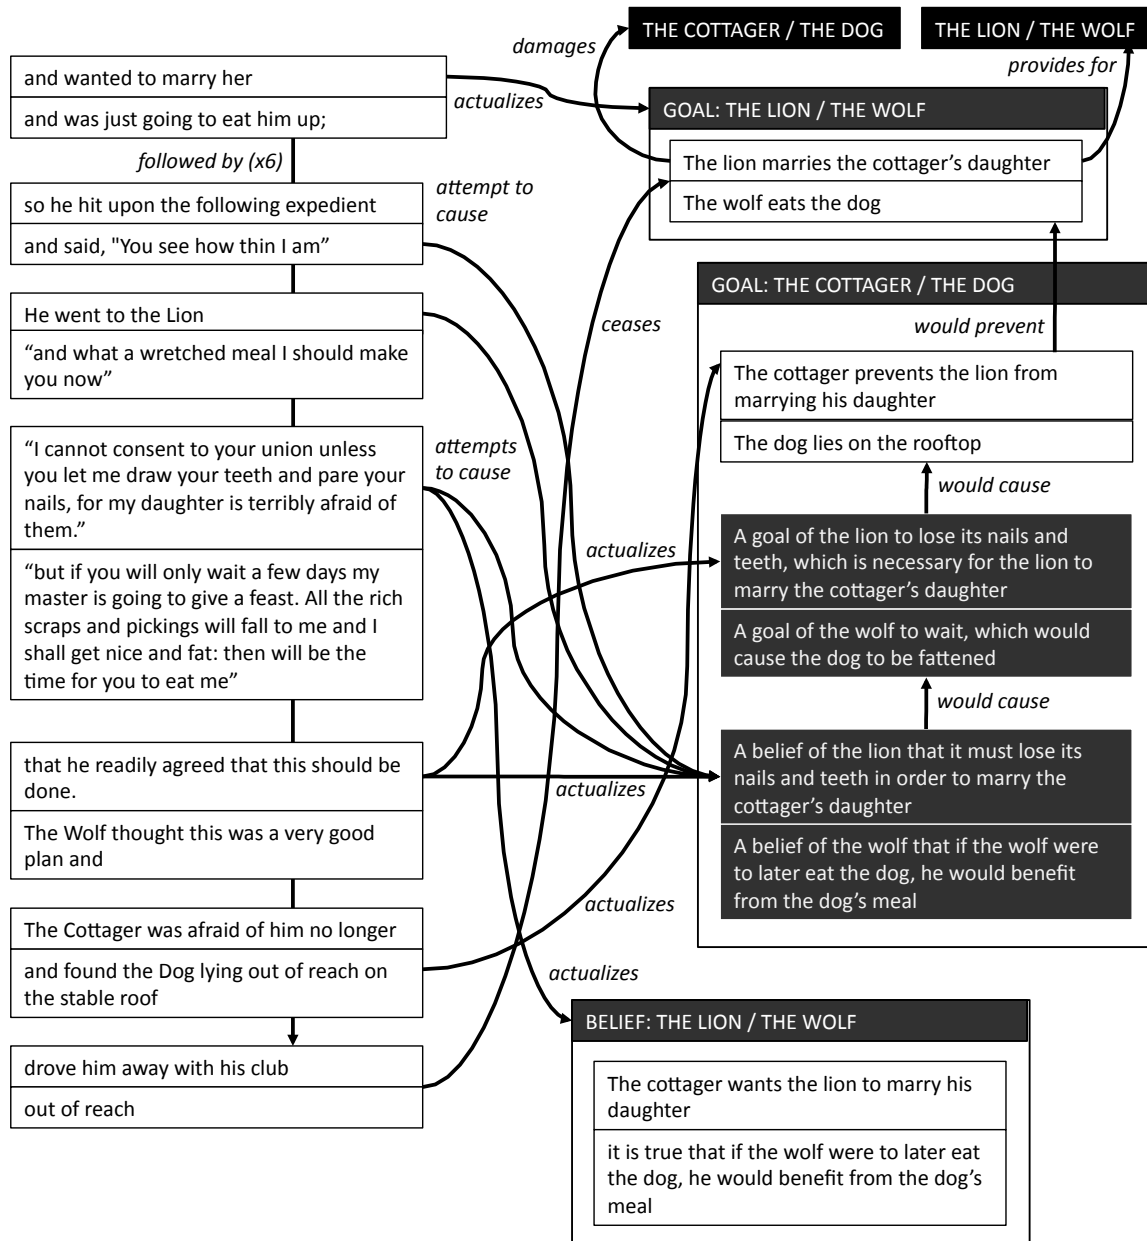 THE COTTAGER / THE DOG
THE LION / THE WOLF
damages
provides for
and wanted to marry her
and was just going to eat him up;
actualizes
GOAL: THE LION / THE WOLF
The lion marries the cottager’s daughter
The wolf eats the dog
followed by (x6)
attempt to
cause
so he hit upon the following expedient
and said, "You see how thin I am”
GOAL: THE COTTAGER / THE DOG
ceases
would prevent
He went to the Lion
“and what a wretched meal I should make
you now”
The cottager prevents the lion from
marrying his daughter
The dog lies on the rooftop
“I cannot consent to your union unless
you let me draw your teeth and pare your
nails, for my daughter is terribly afraid of
them.”
attempts
to cause
would cause
“but if you will only wait a few days my
master is going to give a feast. All the rich
scraps and pickings will fall to me and I
shall get nice and fat: then will be the
time for you to eat me”
actualizes
A goal of the lion to lose its nails and
teeth, which is necessary for the lion to
marry the cottager’s daughter
A goal of the wolf to wait, which would
cause the dog to be fattened
would cause
that he readily agreed that this should be
done.
The Wolf thought this was a very good
plan and
actualizes
A belief of the lion that it must lose its
nails and teeth in order to marry the
cottager’s daughter
A belief of the wolf that if the wolf were
to later eat the dog, he would benefit
from the dog’s meal
The Cottager was afraid of him no longer
and found the Dog lying out of reach on
the stable roof
actualizes
actualizes
drove him away with his club
out of reach
BELIEF: THE LION / THE WOLF
The cottager wants the lion to marry his
daughter
it is true that if the wolf were to later eat
the dog, he would benefit from the dog’s
meal